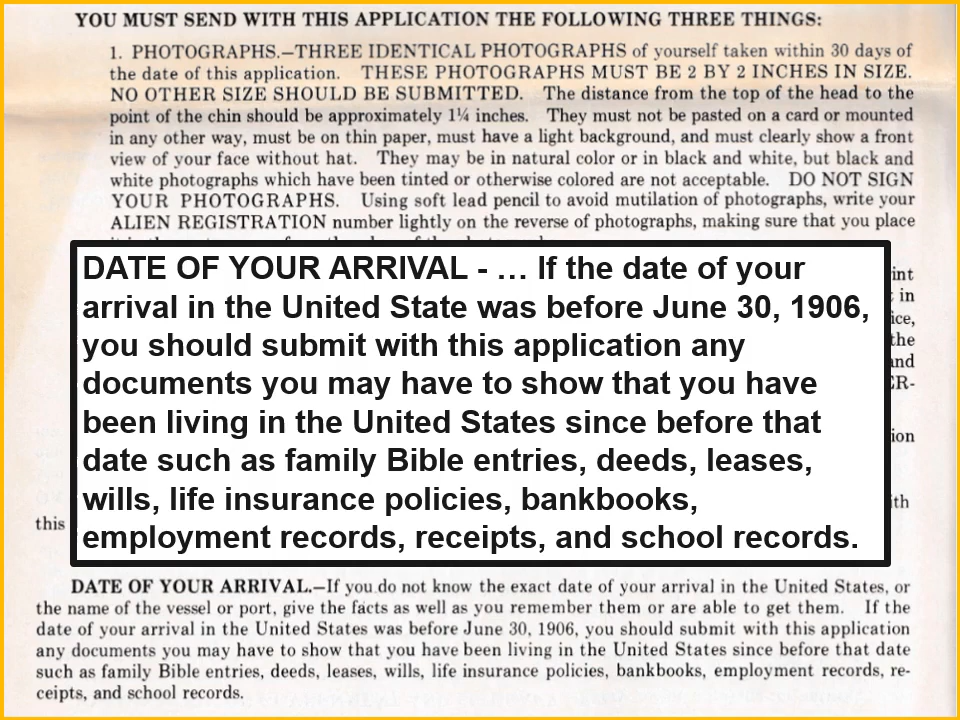 YOU MUST SEND WITH THIS APPLICATION THE FOLLOWING THREE THINGS:
1. PHOTOGRAPHS.—THREE IDENTICAL PHOTOGRAPHS of yourself taken within 30 days of
the date of this application. THESE PHOTOGRAPHS MUST BE 2 BY 2 INCHES IN SIZE.
NO OTHER SIZE SHOULD BE SUBMITTED. The distance from the top of the head to the
point of the chin should be approximately 1¼ inches. They must not be pasted on a card or mounted
in any other way, must be on thin paper, must have a light background, and must clearly show a front
view of your face without hat. They may be in natural color or in black and white, but black and
white photographs which have been tinted or otherwise colored are not acceptable. DO NOT SIGN
YOUR PHOTOGRAPHS. Using soft lead pencil to avoid mutilation of photographs, write your
ALIEN REGISTRATION number lightly on the reverse of photographs, making sure that you place
DATE OF YOUR ARRIVAL - … If the date of your
arrival in the United State was before June 30, 1906,
you should submit with this application any
documents you may have to show that you have
been living in the United States since before that
date such as family Bible entries, deeds, leases,
wills, life insurance policies, bankbooks,
employment records, receipts, and school records.
in
the
and
this
DATE OF YOUR ARRIVAL.—If you do not know the exact date of your arrival in the United States, or
the name of the vessel or port, give the facts as well as you remember them or are able to get them. If the
date of your arrival in the United States was before June 30, 1906, you should submit with this application
any documents you may have to show that you have been living in the United States since before that date
such as family Bible entries, deeds, leases, wills, life insurance policies, bankbooks, employment records, re-
ceipts, and school records.